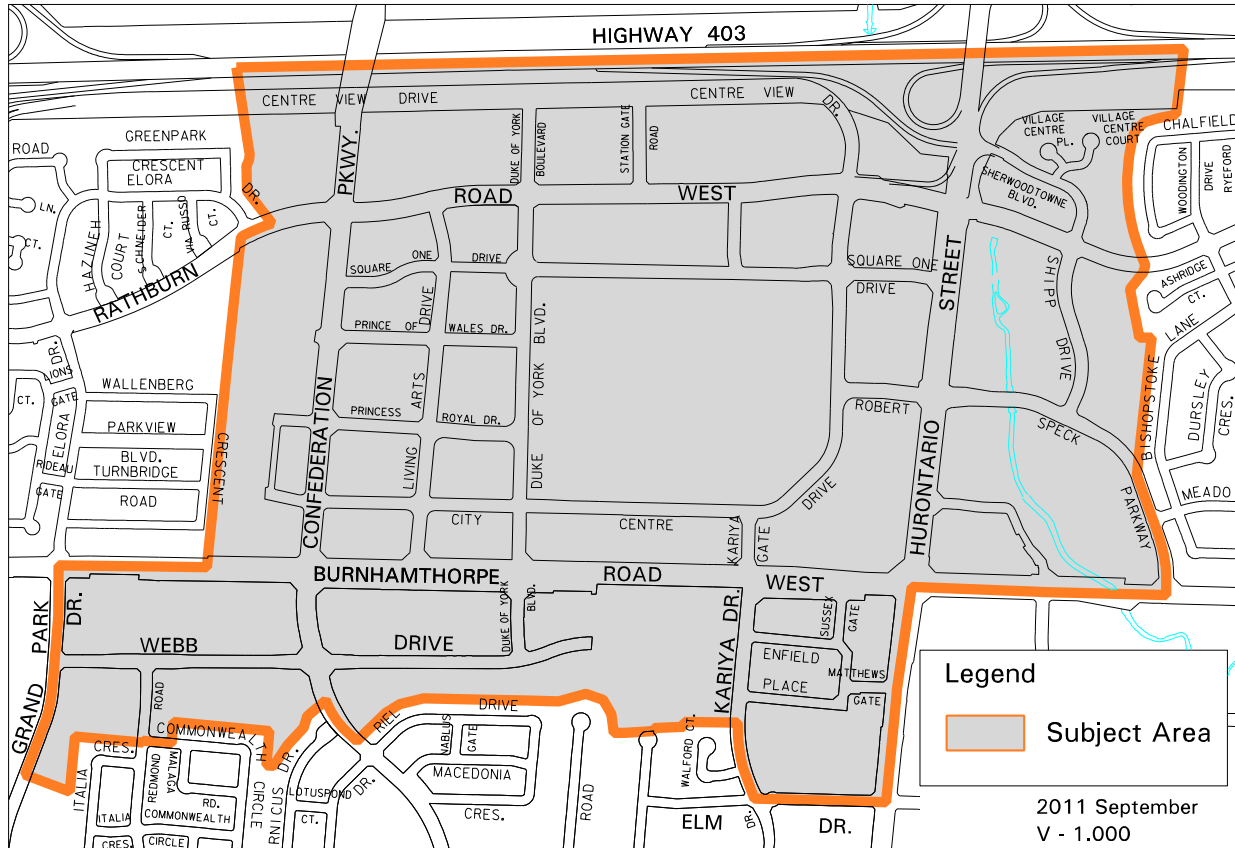 HIGHWAY 403
CENTRE VIEW DRIVE
CENTRE VIEW
DR.
GREENPARK
ROAD
CRESCENT
ELORA
DR.
LN.
CT.
HAZINEH
COURT
SCHNEIDER
CT.
VIA RUSSO
CT.
RATHBURN
PKWY.
DUKE OF YORK
BOULEVARD
STATION GATE
ROAD
ROAD WEST
VILLAGE
CENTRE
PL.
VILLAGE
CENTRE
COURT
CHALFIELD
WOODINGTON
DRIVE
RYEFORD
SHERWOODTOWNE
BLVD.
SQUARE ONE DRIVE
SQUARE ONE
DRIVE
STREET
SHIPP
DRIVE
ASHRIDGE
CT.
LANE
BISHOPSTOKE
DURSLEY
CRES.
MEADO
PRINCE OF
WALES DR.
DRIVE
ARTS
LIVING
PRINCESS
ROYAL DR.
DUKE OF YORK BLVD.
CONFEDERATION
ROBERT
SPECK
PARKWAY
HURONTARIO
DRIVE
DR.
LIONS
GATE
CT.
ELORA
RIDEAU
GATE
WALLENBERG
PARKVIEW
BLVD.
TURNBRIDGE
ROAD
CRESCENT
CITY
CENTRE
KARIYA
GATE
BURNHAMTHORPE
ROAD
WEST
GRAND PARK
DR.
WEBB
DRIVE
DUKE OF YORK
BLVD.
KARIYA DR.
SUSSEX
GATE
ENFIELD
PLACE
MATTHEWS
GATE
ROAD
COMMONWEALTH
CRES.
ITALIA
REDMOND
MALAGA
RD.
COMMONWEALTH
ITALIA
CRES.
CIRCLE
CIRCLE
DR.
LOTUSPOND
CT.
DR.
RIEL
DRIVE
NABLUS
GATE
MACEDONIA
CRES.
ROAD
WALFORD
CT.
ELM
DR.
DR.
Legend
Subject Area
2011 September
V - 1.000